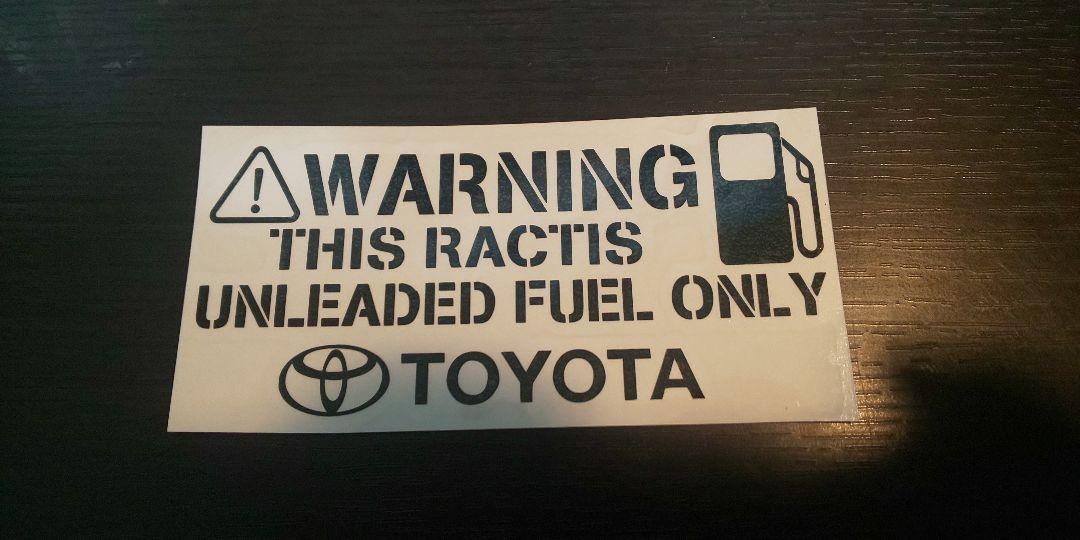 WARNING
THIS RACTIS
UNLEADED FUEL ONLY
TOYOTA